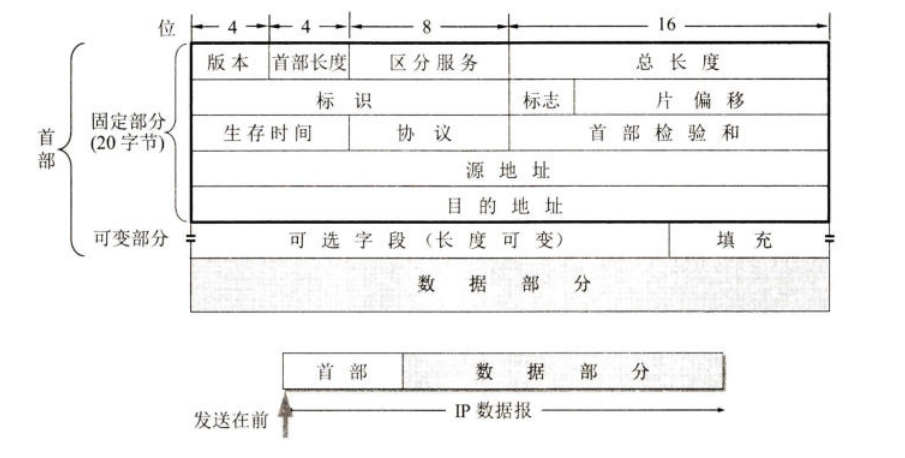 位 4 4 8 16
版本 首部长度 区分服务 总长度
标识 标志 片偏移
首部 固定部分 (20 字节) 生存时间 协议 首部检验和
源地址
目的地址
可变部分 可选字段（长度可变） 填充
数据部分
首部 数据部分
发送在前 IP 数据报